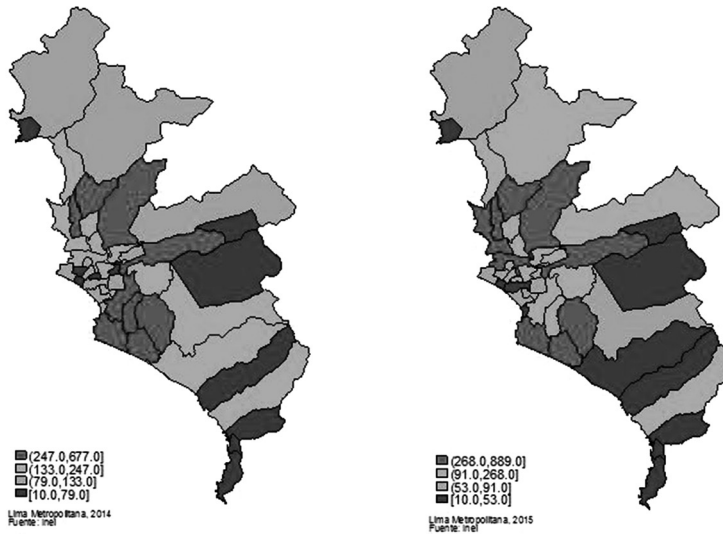 (247.0,677.0]
(133.0,247.0]
(79.0,133.0]
[10.0,79.0]
Lima Metropolitana, 2014
Fuente: Inei
(268.0,889.0]
(91.0,268.0]
(53.0,91.0]
[10.0,53.0]
Lima Metropolitana, 2015
Fuente: Inei